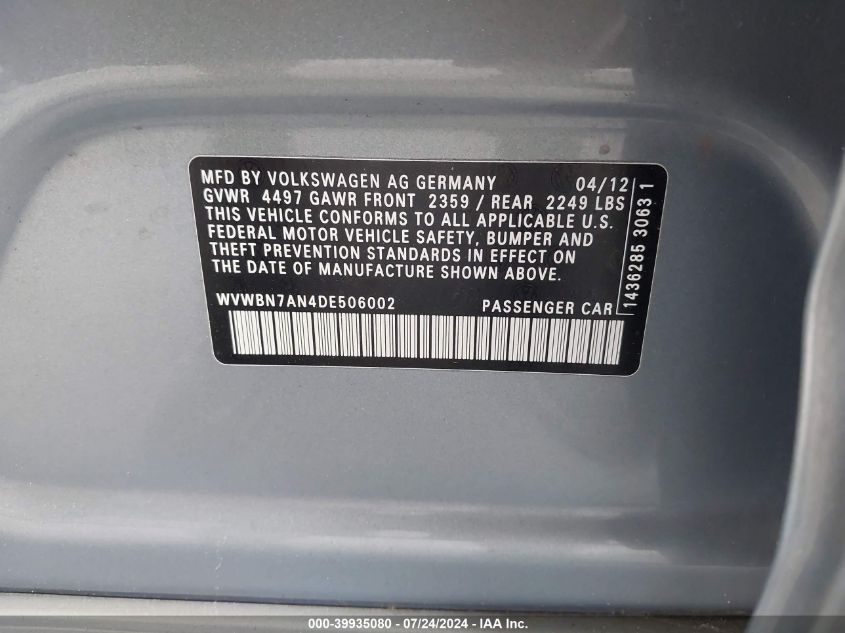 MFD BY VOLKSWAGEN AG GERMANY 04/12
GVWR 4497 GAWR FRONT 2359 / REAR 2249 LBS
THIS VEHICLE CONFORMS TO ALL APPLICABLE U.S.
FEDERAL MOTOR VEHICLE SAFETY, BUMPER AND
THEFT PREVENTION STANDARDS IN EFFECT ON
THE DATE OF MANUFACTURE SHOWN ABOVE.
WVWBN7AN4DE506002 PASSENGER CAR
1436285 30631
000-39935080 / 07/24/2024 - IAA Inc.